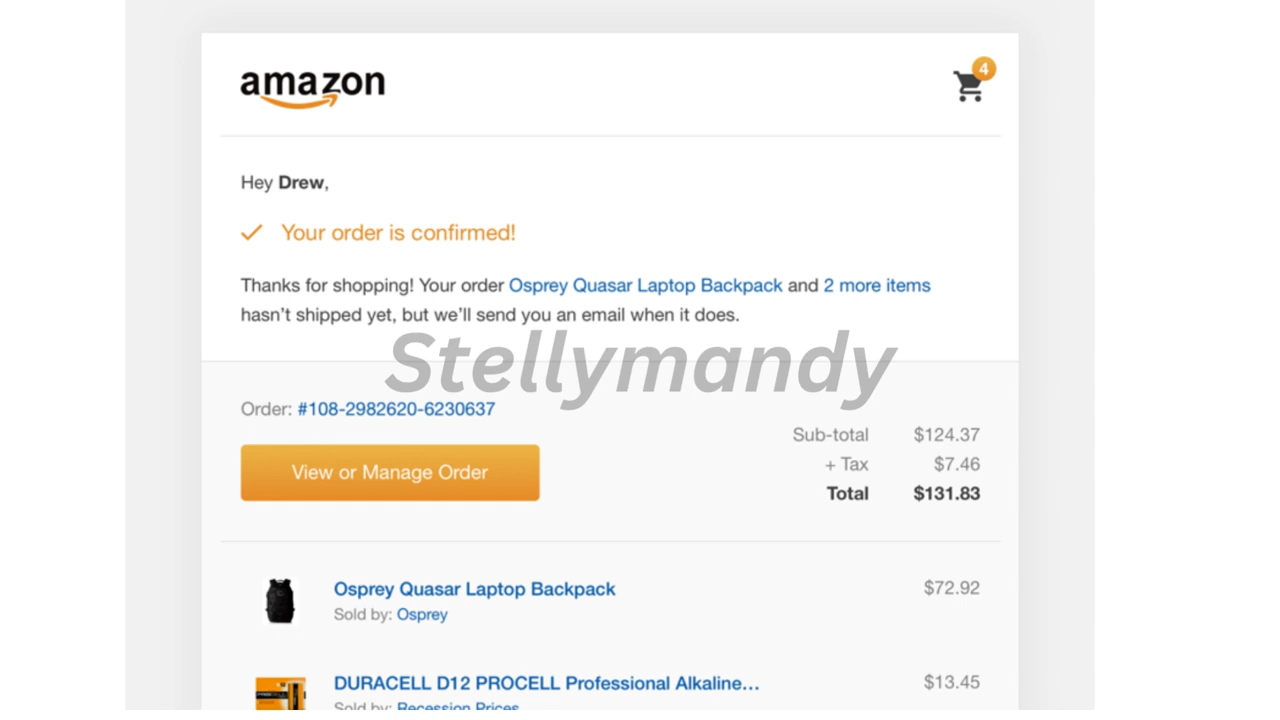 amazon
4
Hey Drew,
Your order is confirmed!
Thanks for shopping! Your order Osprey Quasar Laptop Backpack and 2 more items
hasn’t shipped yet, but we’ll send you an email when it does.
Stellymandy
Order: #108-2982620-6230637
View or Manage Order
Sub-total $124.37
+ Tax $7.46
Total $131.83
Osprey Quasar Laptop Backpack $72.92
Sold by: Osprey
DURACELL D12 PROCELL Professional Alkaline… $13.45
Sold by: Recession Prices